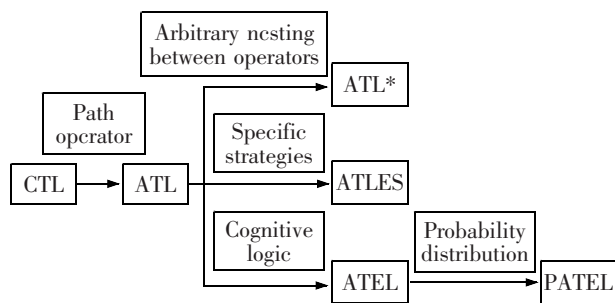 Arbitrary ncsting
between operators
ATL*
Path
opcrator
Specific
strategies
CTL
ATL
ATLES
Cognitive
logic
Probability
distribution
ATEL
PATEL